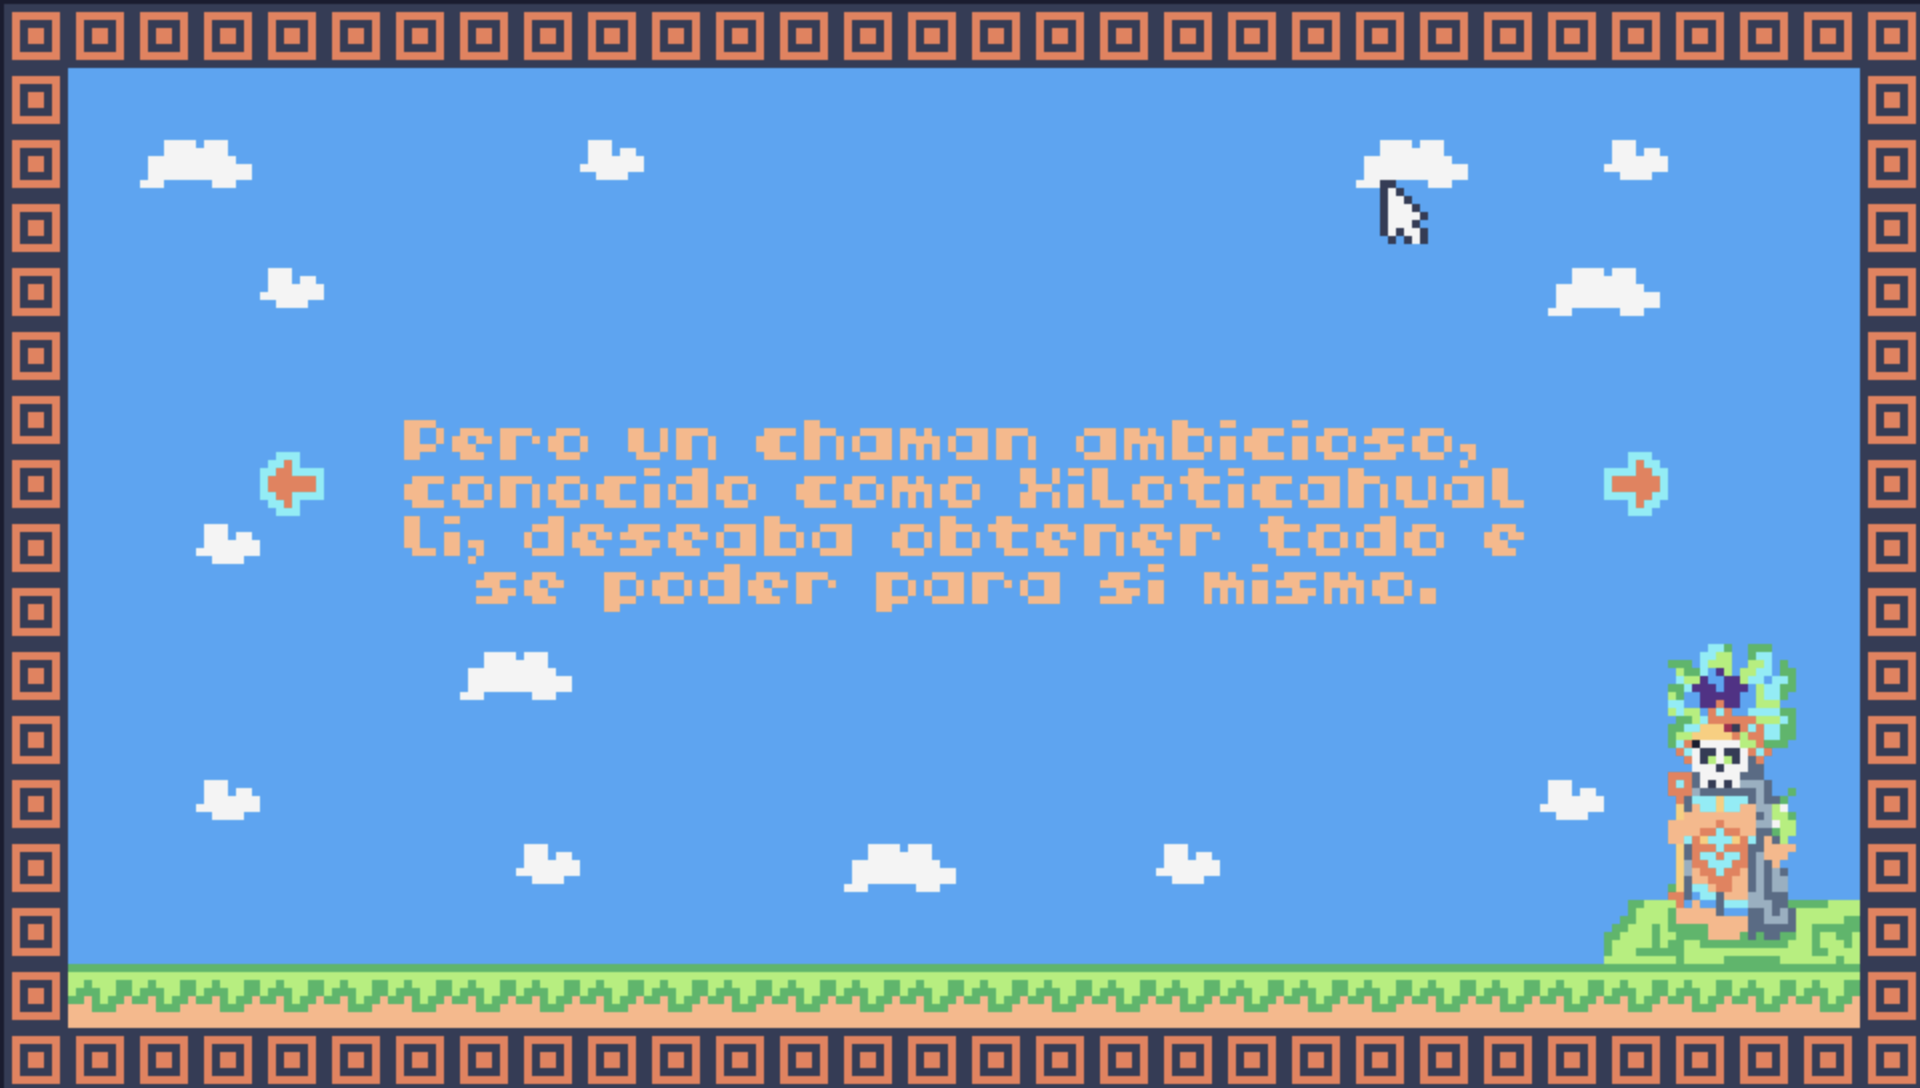 Pero un chaman ambicioso,
conocido como Xiloticahual
li, deseaba obtener todo e
se poder para si mismo.